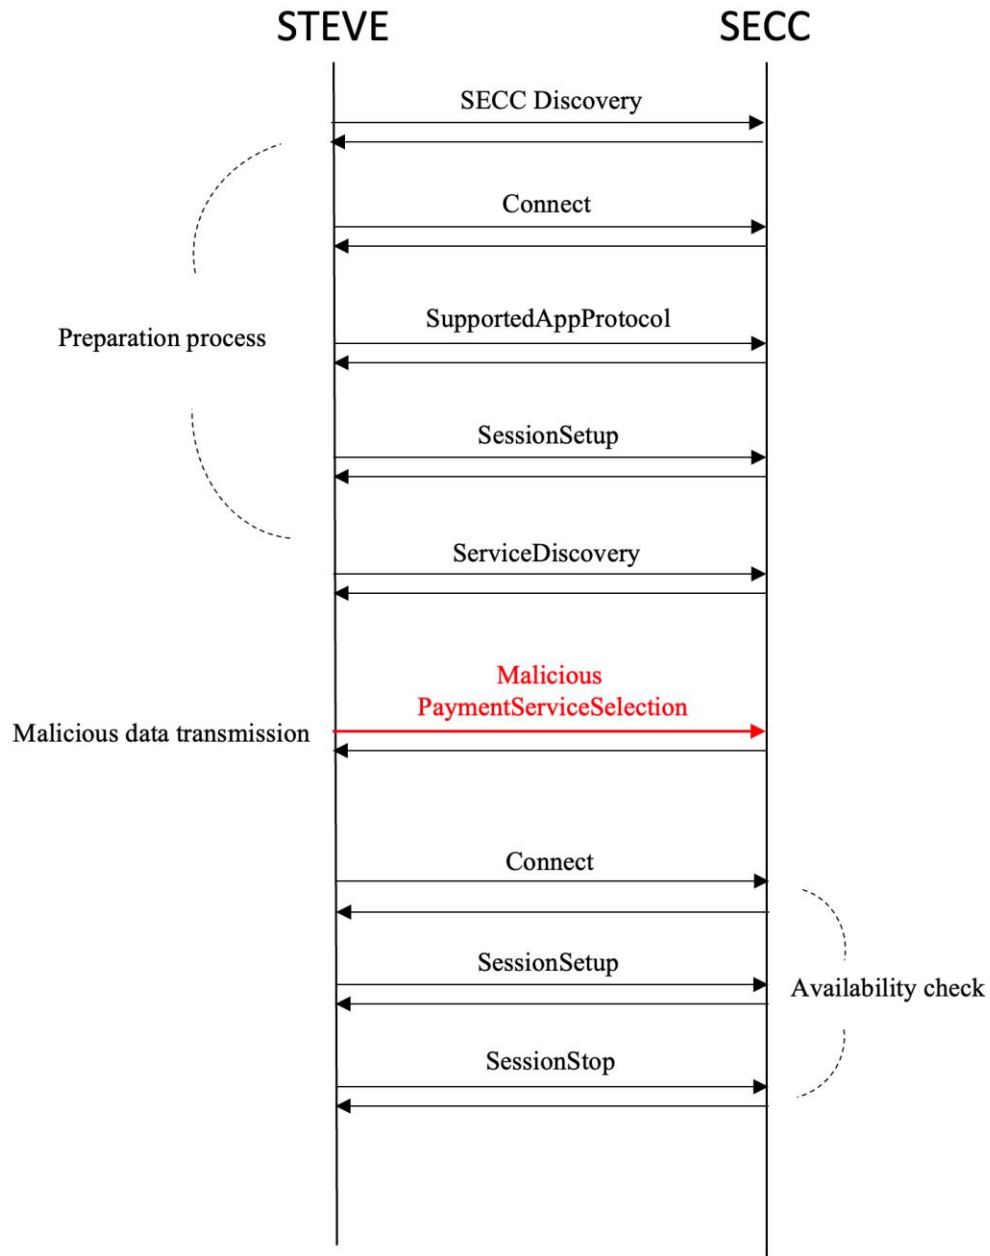 STEVE
SECC
SECC Discovery
Connect
SupportedAppProtocol
Preparation process
SessionSetup
ServiceDiscovery
Malicious
PaymentServiceSelection
Malicious data transmission
Connect
SessionSetup
Availability check
SessionStop